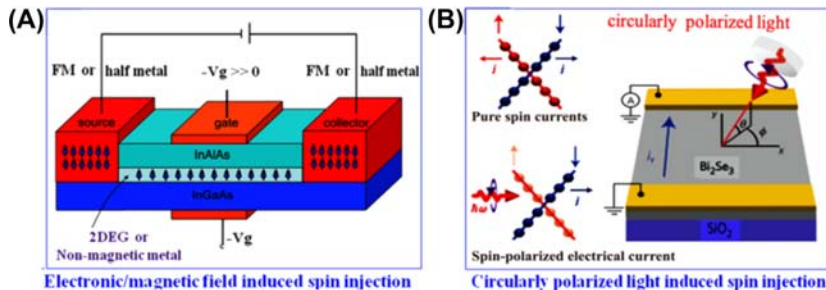 (A)
FM or half metal
-Vg >> 0
FM or half metal
source
gate
collector
InAlAs
InGaAs
2DEG or
Non-magnetic metal
-Vg
Electronic/magnetic field induced spin injection
(B)
circularly polarized light
i
i
Pure spin currents
A
y
x
θ
ϕ
Bi2Se3
SiO2
ħω
i
Spin-polarized electrical current
Circularly polarized light induced spin injection